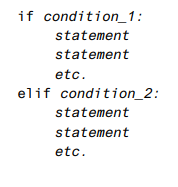 if condition_1:
    statement
    statement
    etc.
elif condition_2:
    statement
    statement
    etc.